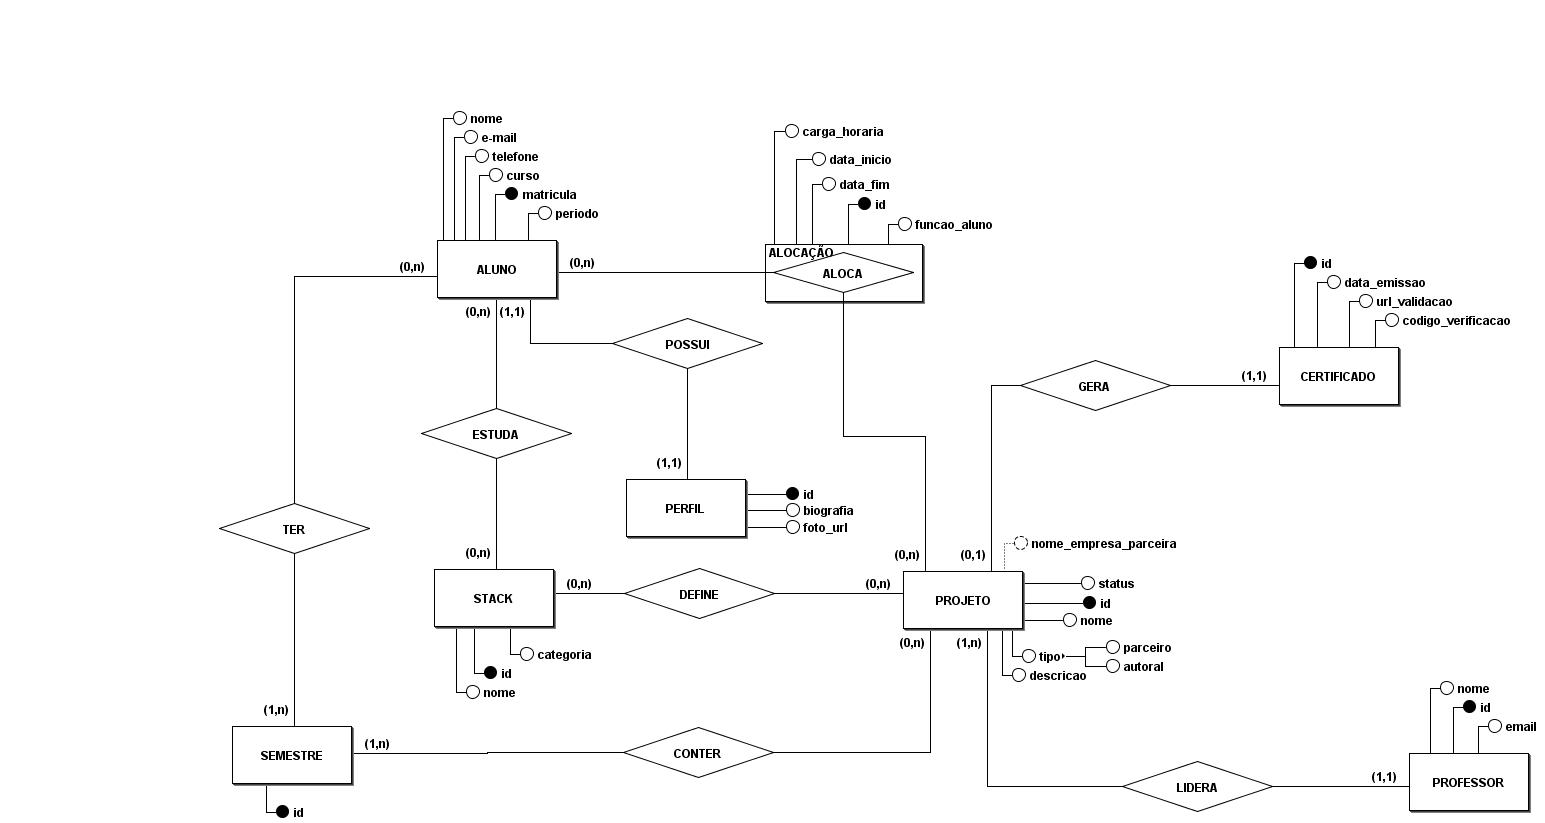 nome
e-mail
telefone
curso
matricula
periodo
ALUNO
(0,n)
(0,n)
(0,n)
(1,1)
carga_horaria
data_inicio
data_fim
id
funcao_aluno
ALOCAÇÃO
ALOCA
POSSUI
(1,1)
PERFIL
id
biografia
foto_url
id
data_emissao
url_validacao
codigo_verificacao
CERTIFICADO
(1,1)
GERA
ESTUDA
(0,n)
STACK
(0,n)
categoria
id
nome
DEFINE
(0,n)
(0,n)
(0,1)
PROJETO
nome_empresa_parceira
status
id
nome
tipo
parceiro
autoral
descricao
(0,n)
(1,n)
TER
(1,n)
SEMESTRE
(1,n)
id
CONTER
LIDERA
(1,1)
nome
id
email
PROFESSOR